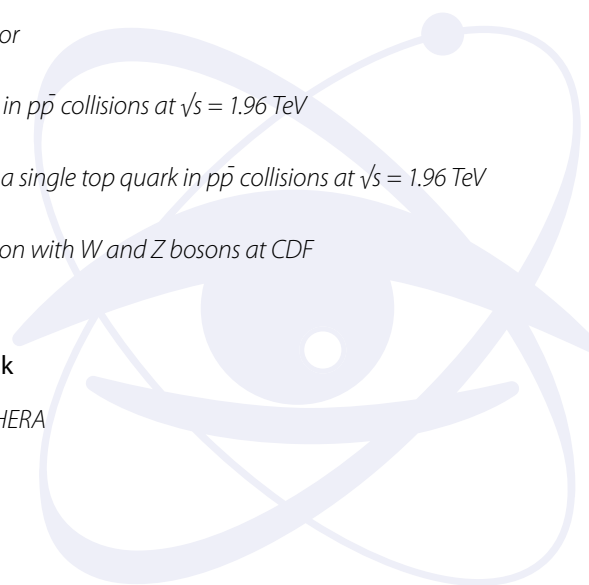 or
in pp̄ collisions at √s = 1.96 TeV
a single top quark in pp̄ collisions at √s = 1.96 TeV
on with W and Z bosons at CDF
k
HERA